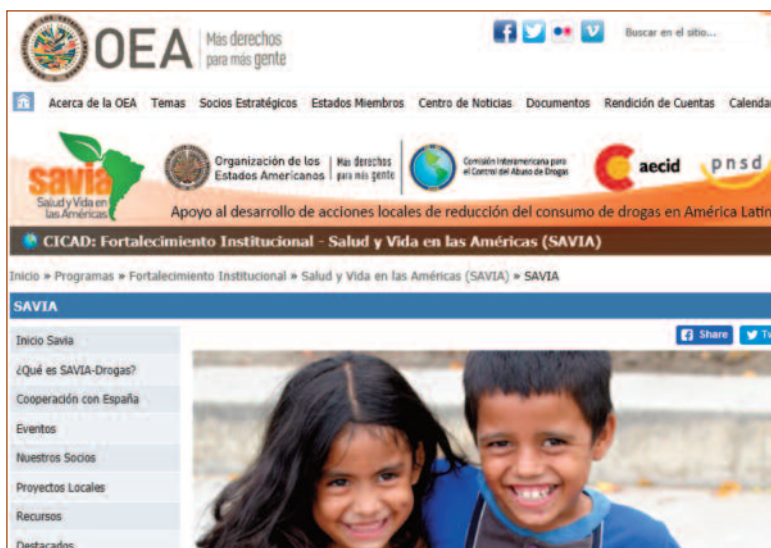 OEA
Más derechos
para más gente
Buscar en el sitio...
Acerca de la OEA Temas Socios Estratégicos Estados Miembros Centro de Noticias Documentos Rendición de Cuentas Calenda
savia
Salud y Vida en
las Américas
Organización de los
Estados Americanos
Más derechos
para más gente
Comisión Interamericana para
el Control del Abuso de Drogas
aecid
pnsd
Apoyo al desarrollo de acciones locales de reducción del consumo de drogas en América Latin
CICAD: Fortalecimiento Institucional - Salud y Vida en las Américas (SAVIA)
Inicio » Programas » Fortalecimiento Institucional » Salud y Vida en las Américas (SAVIA) » SAVIA
SAVIA
Share
Tw
Inicio Savia
¿Qué es SAVIA-Drogas?
Cooperación con España
Eventos
Nuestros Socios
Proyectos Locales
Recursos
Destacados